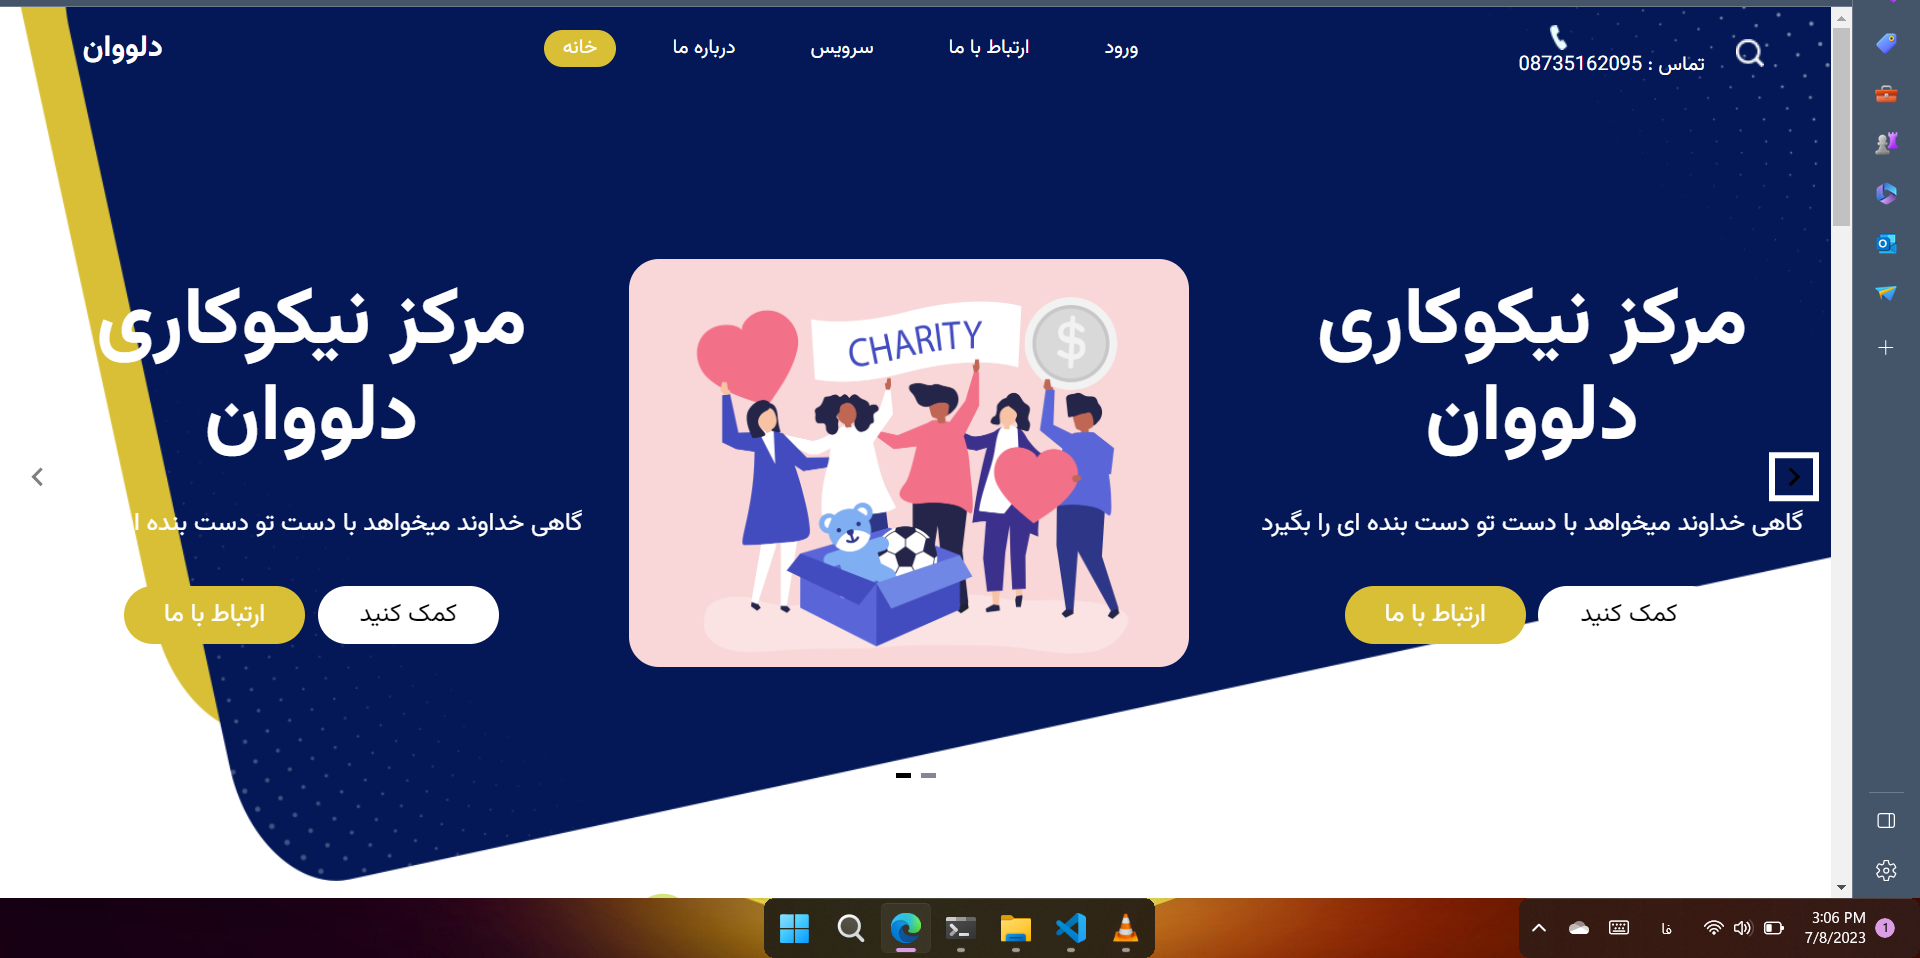 دلووان
خانه
درباره ما
سرویس
ارتباط با ما
ورود
تماس : 08735162095
مرکز نیکوکاری
دلووان
گاهی خداوند میخواهد با دست تو دست بنده ای را بگیرد
کمک کنید
ارتباط با ما
CHARITY
$
مرکز نیکوکاری
دلووان
گاهی خداوند میخواهد با دست تو دست بنده ا
کمک کنید
ارتباط با ما
فا
3:06 PM
7/8/2023
1